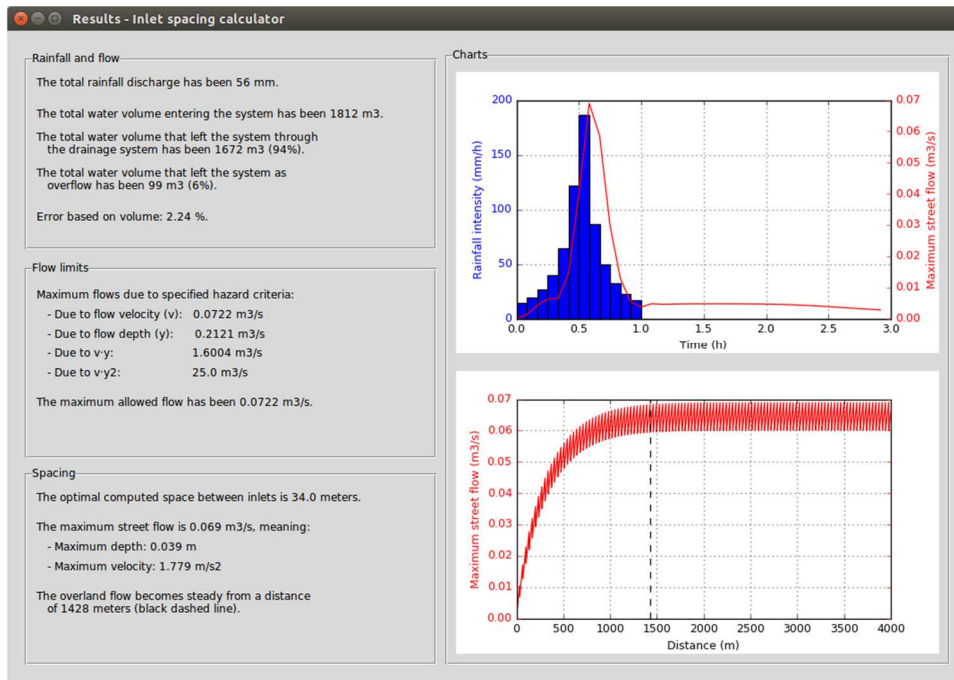 Results - Inlet spacing calculator
Rainfall and flow
The total rainfall discharge has been 56 mm.
The total water volume entering the system has been 1812 m3.
The total water volume that left the system through
the drainage system has been 1672 m3 (94%).
The total water volume that left the system as
overflow has been 99 m3 (6%).
Error based on volume: 2.24 %.
Flow limits
Maximum flows due to specified hazard criteria:
- Due to flow velocity (v): 0.0722 m3/s
- Due to flow depth (y): 0.2121 m3/s
- Due to v·y: 1.6004 m3/s
- Due to v·y2: 25.0 m3/s
The maximum allowed flow has been 0.0722 m3/s.
Spacing
The optimal computed space between inlets is 34.0 meters.
The maximum street flow is 0.069 m3/s, meaning:
- Maximum depth: 0.039 m
- Maximum velocity: 1.779 m/s2
The overland flow becomes steady from a distance
of 1428 meters (black dashed line).
Charts
Rainfall intensity (mm/h)
200
150
100
50
0
0.07
0.06
0.05
0.04
0.03
0.02
0.01
0.00
Maximum street flow (m3/s)
0.0 0.5 1.0 1.5 2.0 2.5 3.0
Time (h)
Maximum street flow (m3/s)
0.07
0.06
0.05
0.04
0.03
0.02
0.01
0.00
0 500 1000 1500 2000 2500 3000 3500 4000
Distance (m)